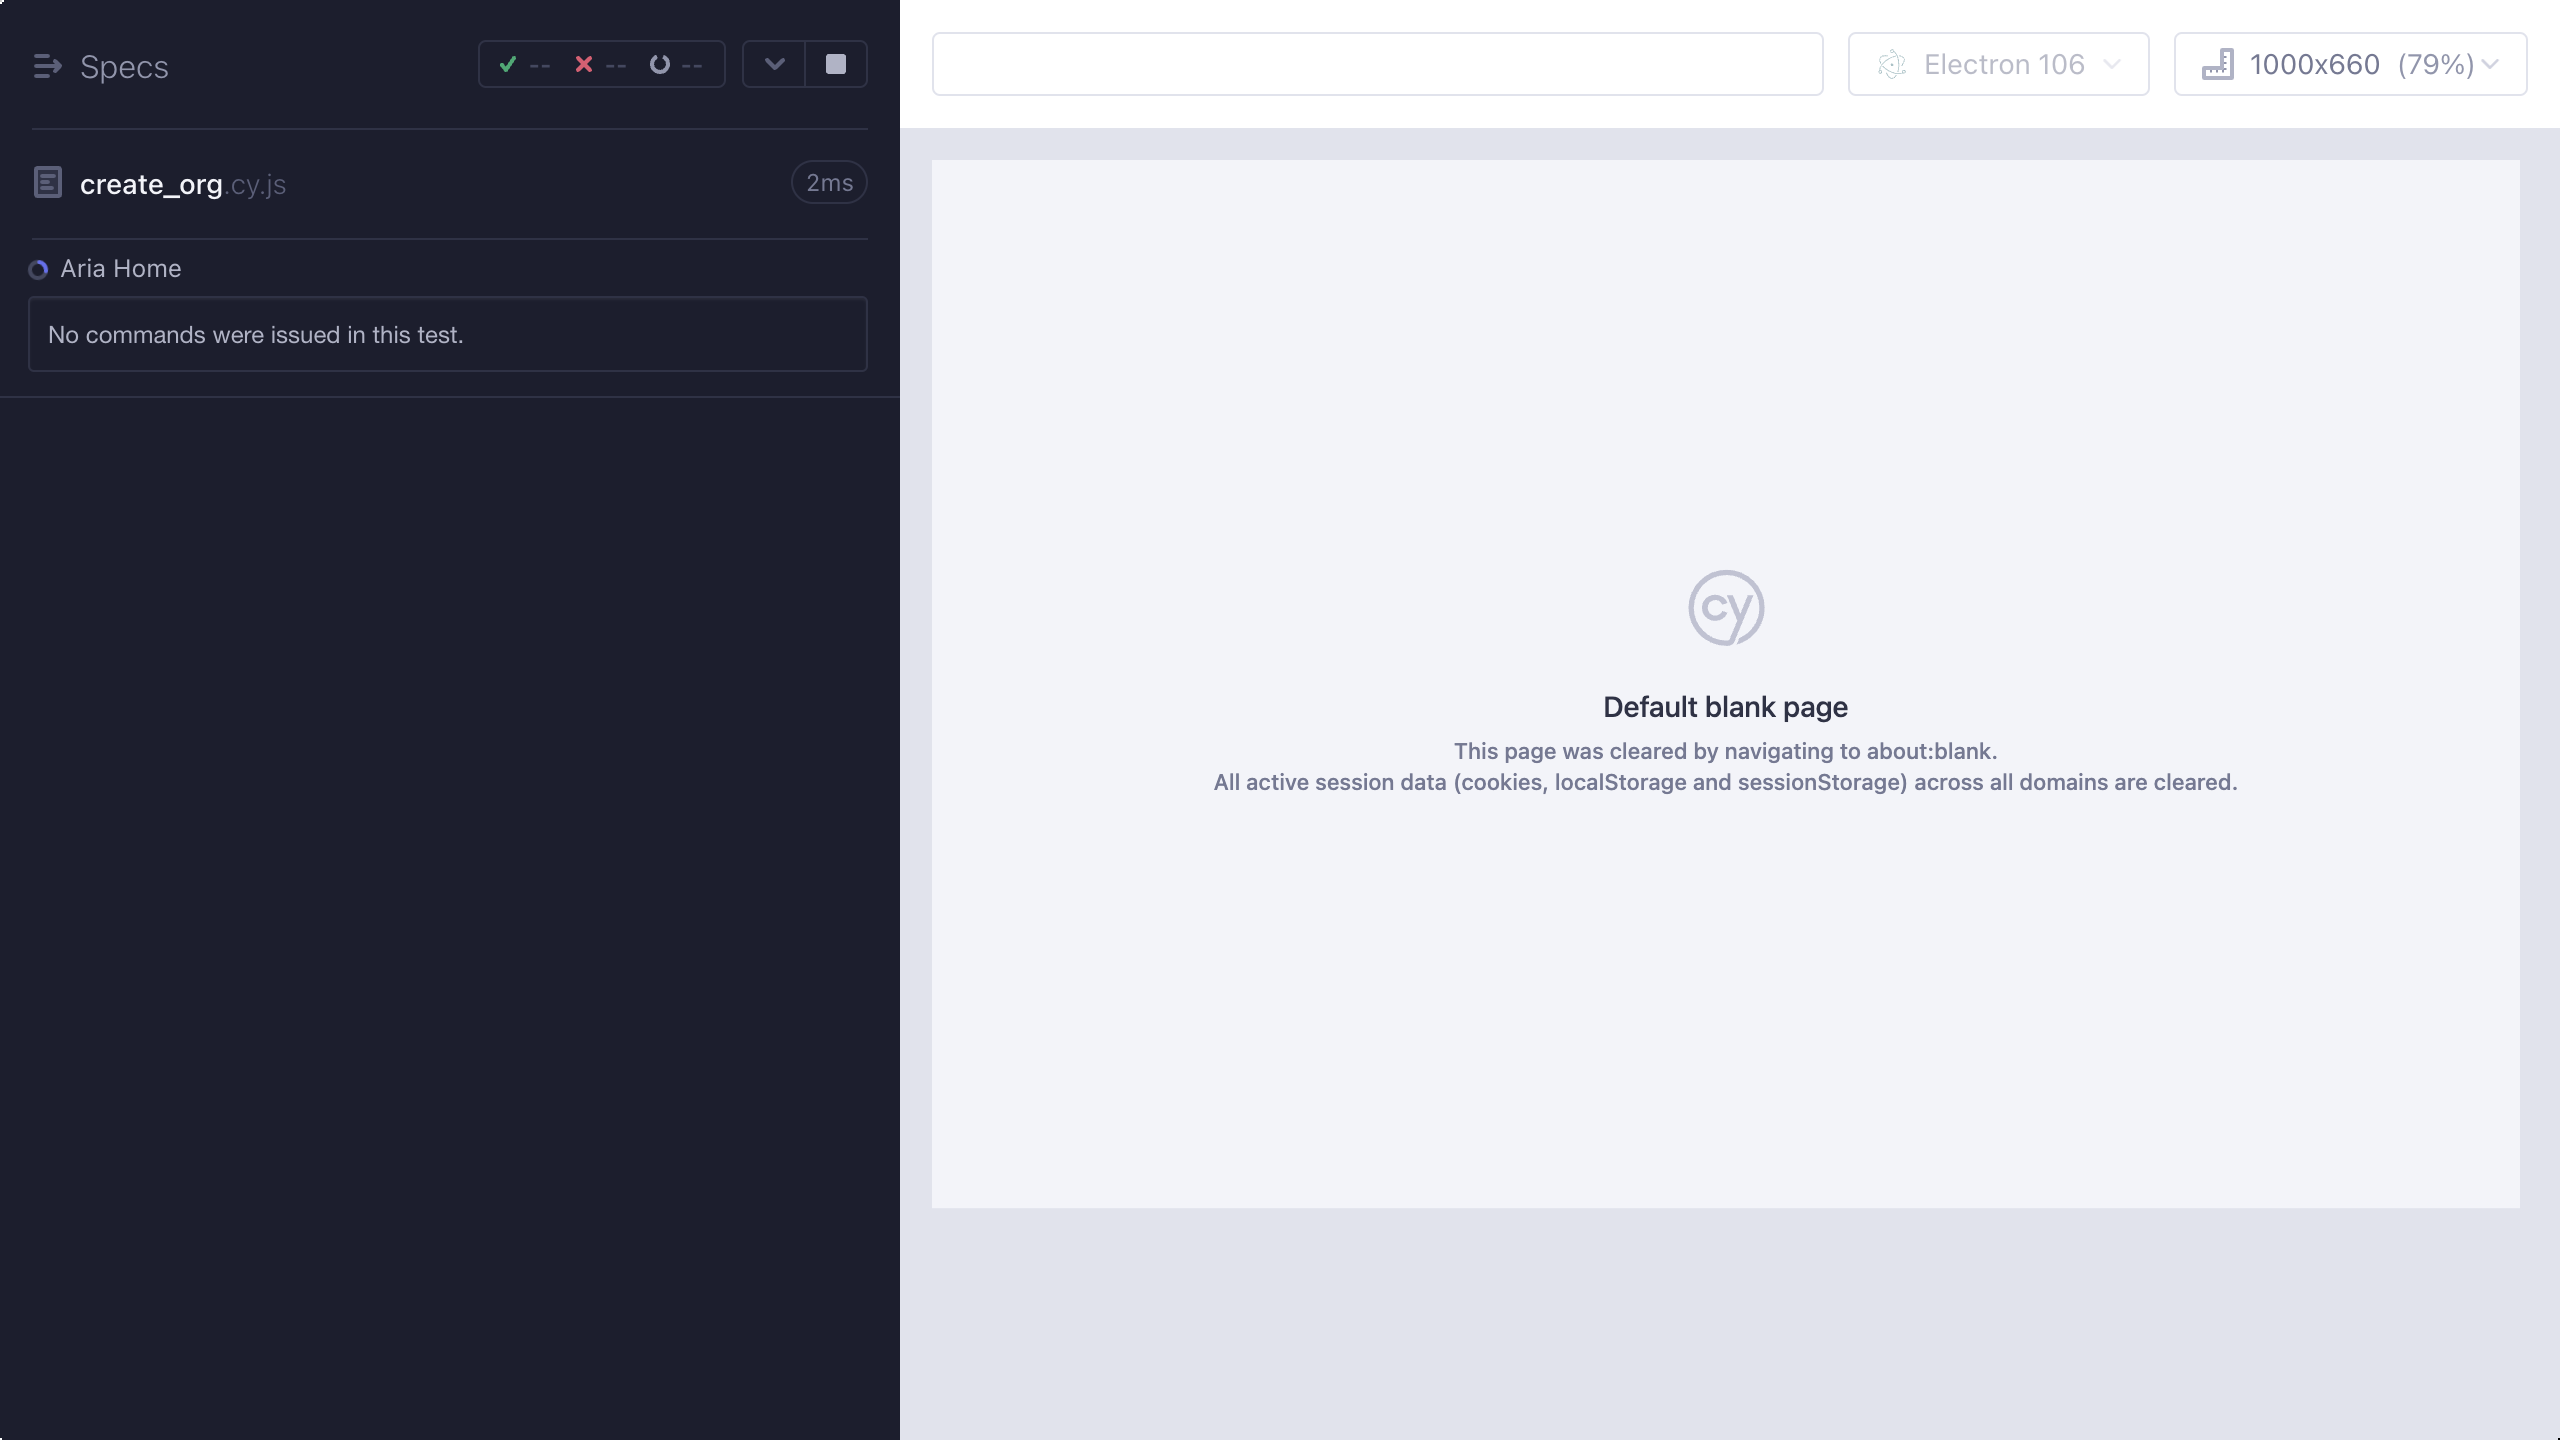 Specs
-- -- --
create_org.cy.js
2ms
Aria Home
No commands were issued in this test.
Electron 106
1000x660 (79%)
cy
Default blank page
This page was cleared by navigating to about:blank.
All active session data (cookies, localStorage and sessionStorage) across all domains are cleared.